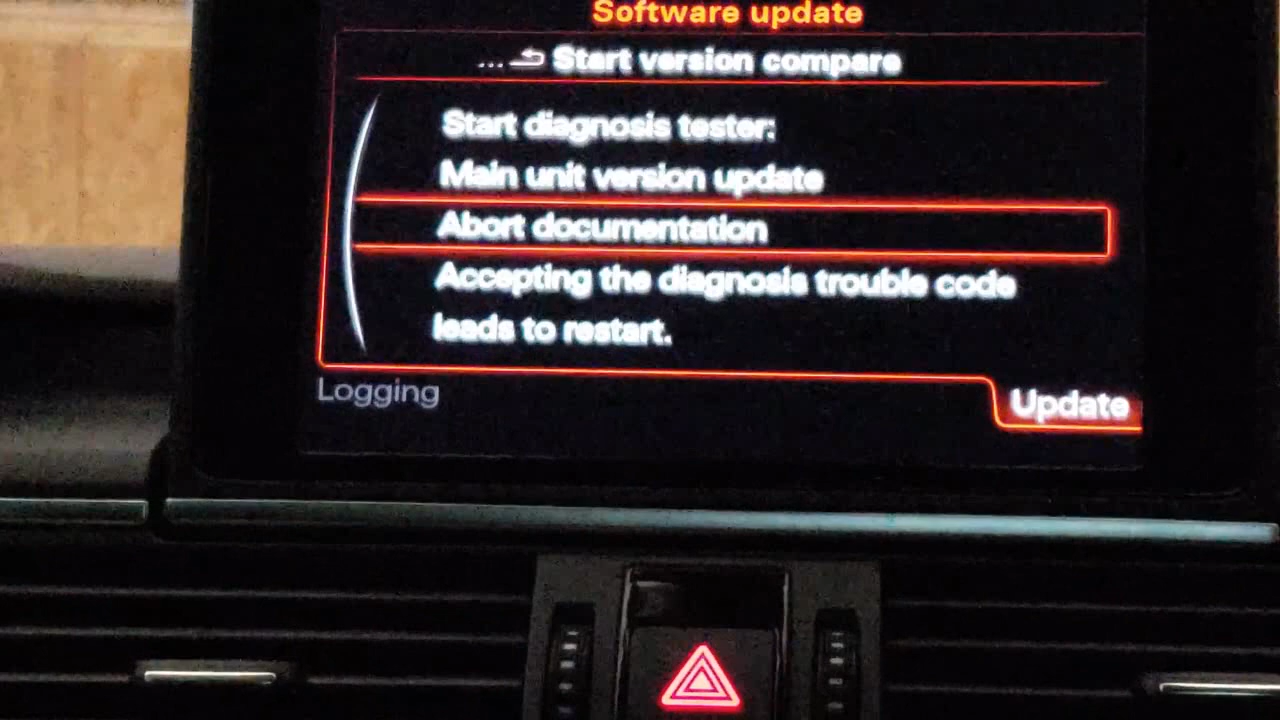 Software update
... Start version compare
Start diagnosis tester:
Main unit version update
Abort documentation
Accepting the diagnosis trouble code
leads to restart.
Logging
Update